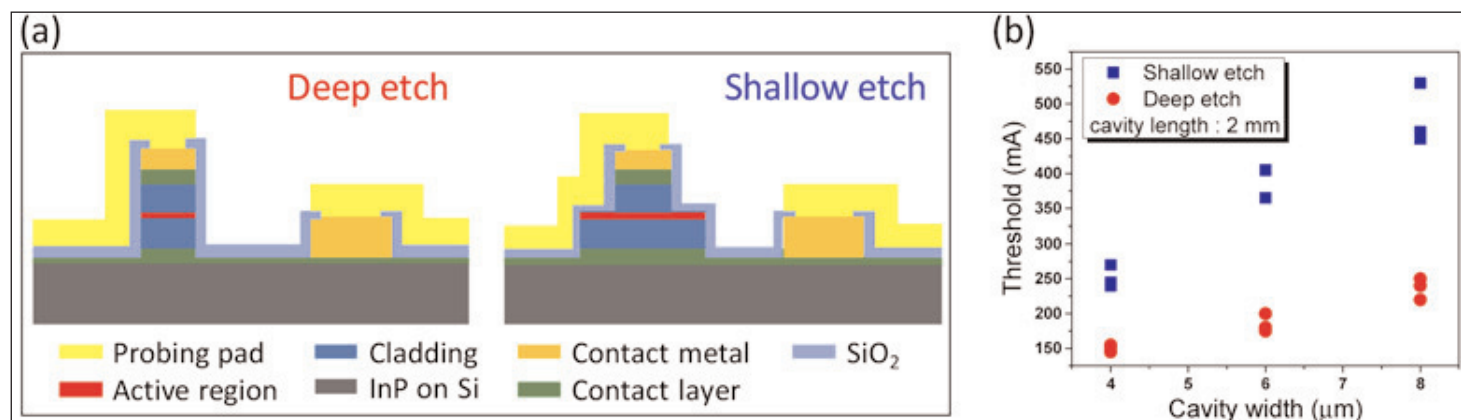 (a)
Deep etch
Shallow etch
Probing pad
Cladding
Contact metal
SiO₂
Active region
InP on Si
Contact layer
(b)
Shallow etch
Deep etch
cavity length : 2 mm
Threshold (mA)
550
500
450
400
350
300
250
200
150
4 5 6 7 8
Cavity width (μm)